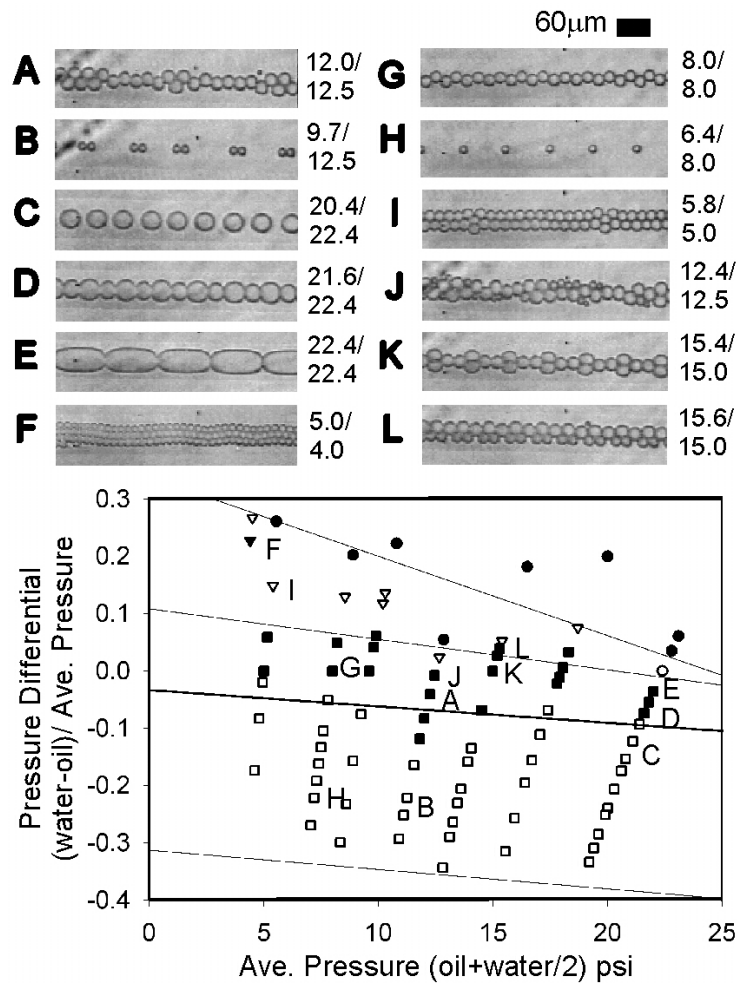 60μm
A
12.0/
12.5
G
8.0/
8.0
B
9.7/
12.5
H
6.4/
8.0
C
20.4/
22.4
I
5.8/
5.0
D
21.6/
22.4
J
12.4/
12.5
E
22.4/
22.4
K
15.4/
15.0
F
5.0/
4.0
L
15.6/
15.0
Pressure Differential
(water-oil)/ Ave. Pressure
0.3
0.2
0.1
0.0
-0.1
-0.2
-0.3
-0.4
F
I
G
L
K
J
A
E
D
C
H
B
0 5 10 15 20 25
Ave. Pressure (oil+water/2) psi